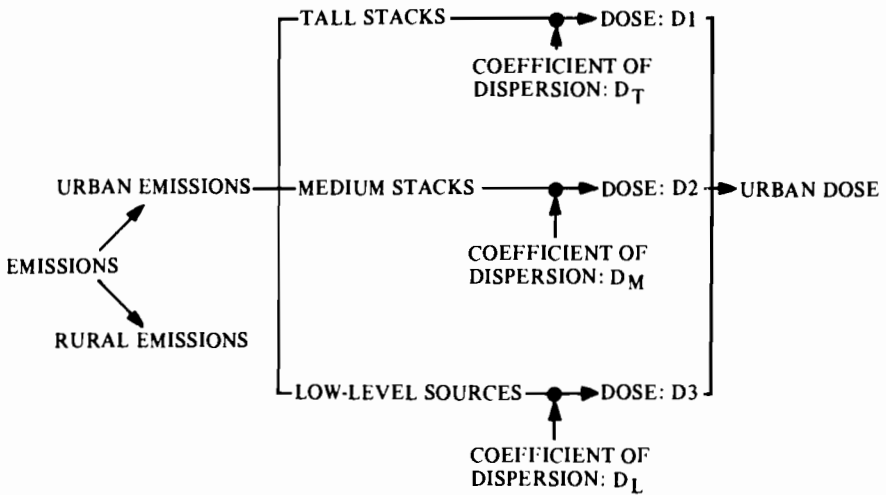 TALL STACKS
DOSE: D1
COEFFICIENT OF
DISPERSION: DT
URBAN EMISSIONS
MEDIUM STACKS
DOSE: D2
URBAN DOSE
COEFFICIENT OF
DISPERSION: DM
EMISSIONS
RURAL EMISSIONS
LOW-LEVEL SOURCES
DOSE: D3
COEFFICIENT OF
DISPERSION: DL